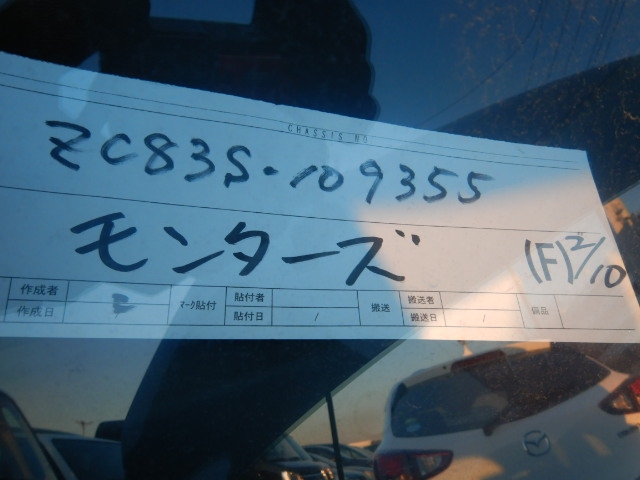 CHASSIS NO
ZC83S-109355
モンターズ
(F) 2/10
作成者 マーク貼付 貼付者 搬送 搬送者 備品
作成日 貼付日 / 搬送日 /